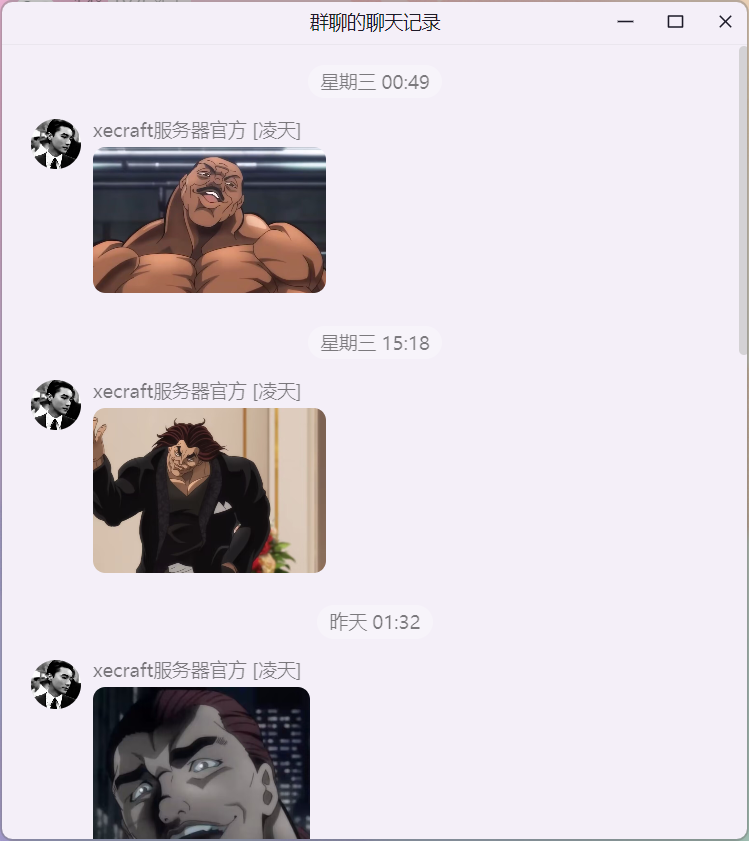 群聊的聊天记录
星期三 00:49
xecraft服务器官方 [凌天]
星期三 15:18
xecraft服务器官方 [凌天]
昨天 01:32
xecraft服务器官方 [凌天]